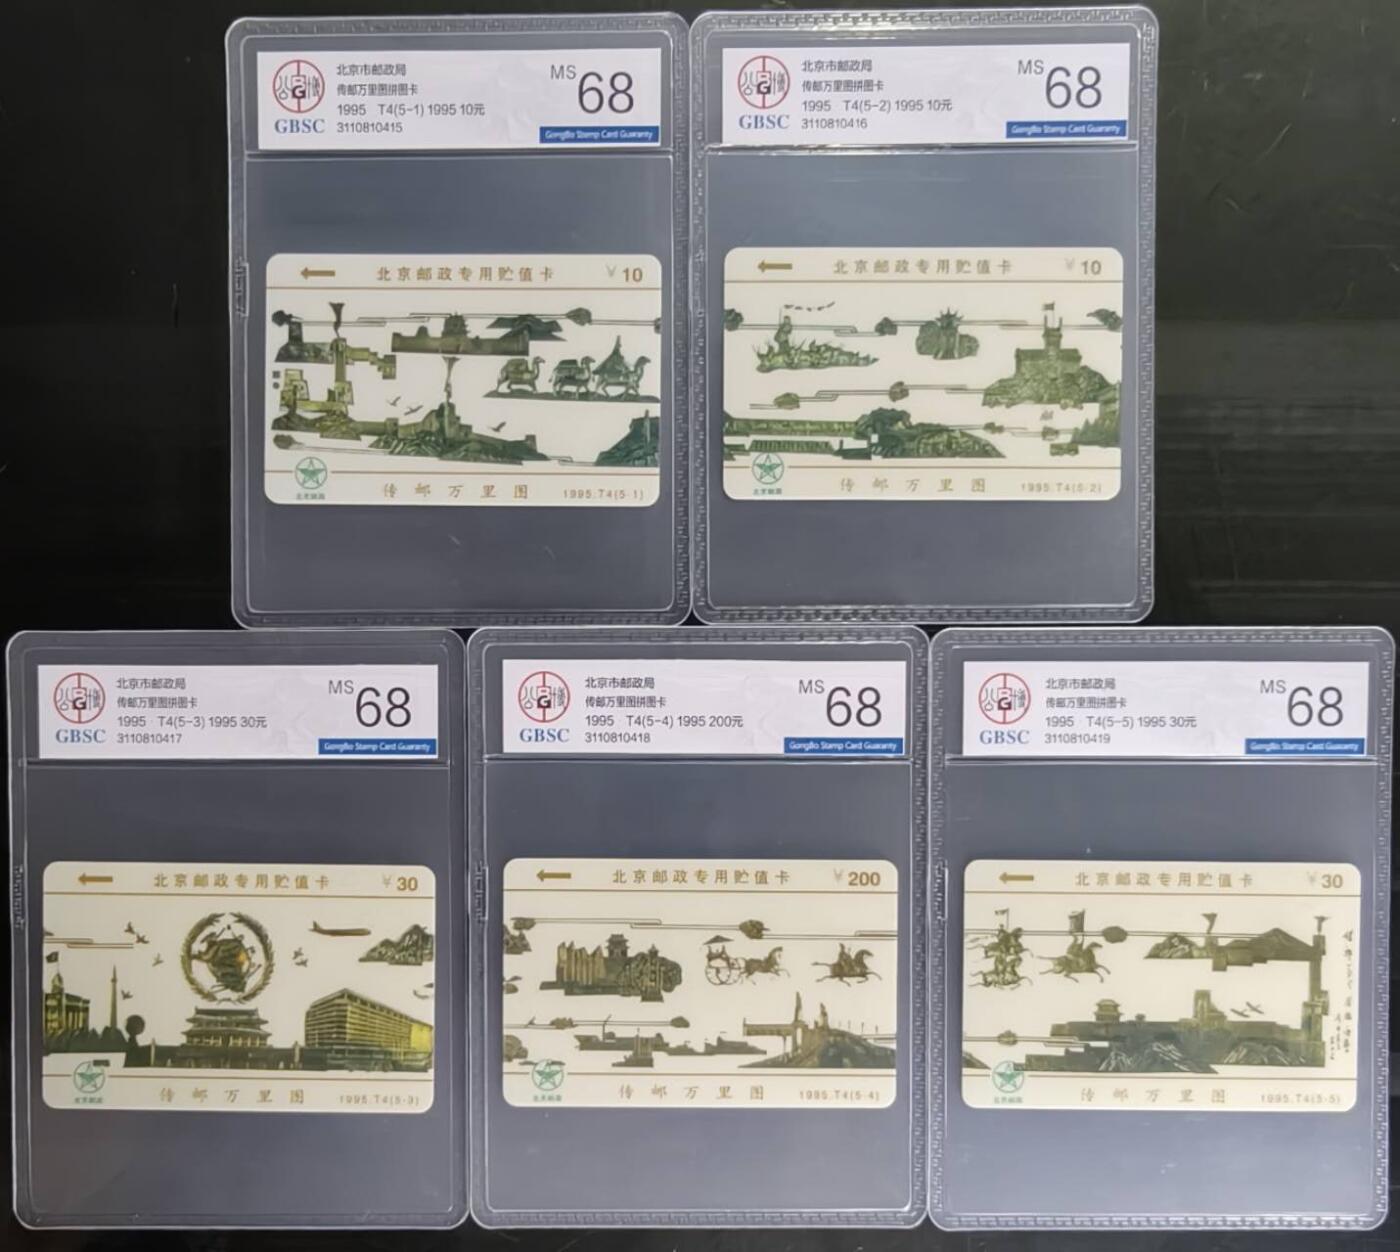 北京市邮政局
传邮万里图拼图卡
1995 T4(5-1) 1995 10元
3110810415
GBSC
MS 68
GongBo Stamp Card Guaranty
北京邮政专用贮值卡 ¥10
传邮万里图 1995.T4(5-1)
北京市邮政局
传邮万里图拼图卡
1995 T4(5-2) 1995 10元
3110810416
GBSC
MS 68
GongBo Stamp Card Guaranty
北京邮政专用贮值卡 ¥10
传邮万里图 1995.T4(5-2)
北京市邮政局
传邮万里图拼图卡
1995 T4(5-3) 1995 30元
3110810417
GBSC
MS 68
GongBo Stamp Card Guaranty
北京邮政专用贮值卡 ¥30
传邮万里图 1995.T4(5-3)
北京市邮政局
传邮万里图拼图卡
1995 T4(5-4) 1995 200元
3110810418
GBSC
MS 68
GongBo Stamp Card Guaranty
北京邮政专用贮值卡 ¥200
传邮万里图 1995.T4(5-4)
北京市邮政局
传邮万里图拼图卡
1995 T4(5-5) 1995 30元
3110810419
GBSC
MS 68
GongBo Stamp Card Guaranty
北京邮政专用贮值卡 ¥30
传邮万里图 1995.T4(5-5)